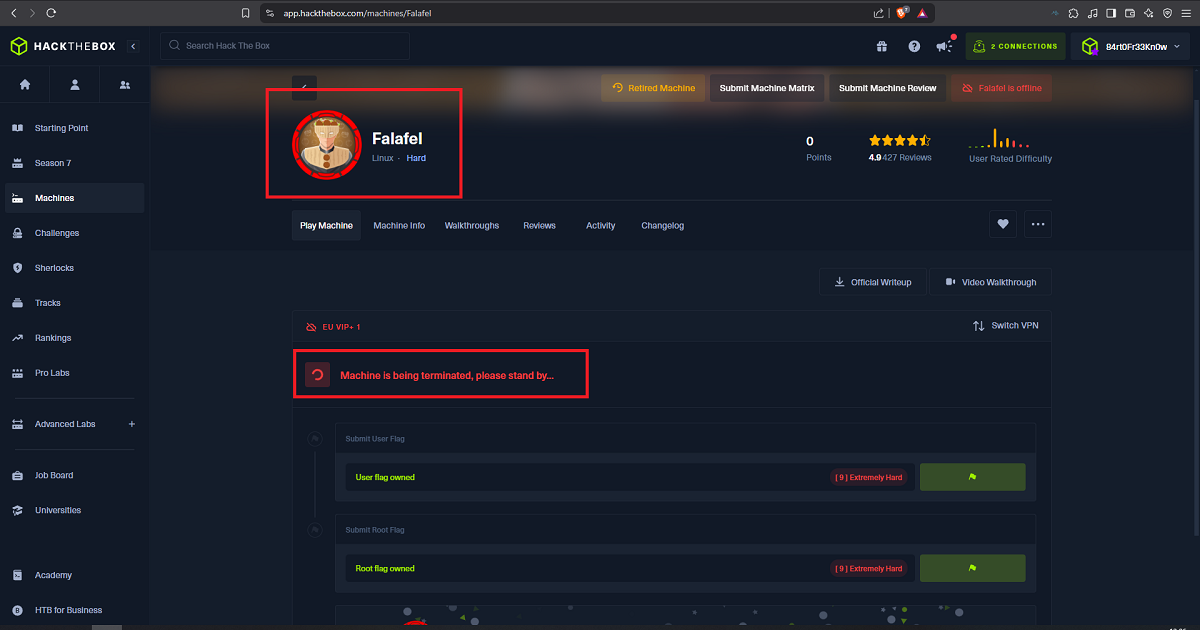 app.hackthebox.com/machines/Falafel
HACKTHEBOX
Search Hack The Box
2 CONNECTIONS
84rt0Fr33Kn0w
Retired Machine
Submit Machine Matrix
Submit Machine Review
Falafel is offline
Falafel
Linux · Hard
0
Points
4.9 427 Reviews
User Rated Difficulty
Starting Point
Season 7
Machines
Challenges
Sherlocks
Tracks
Rankings
Pro Labs
Advanced Labs +
Job Board
Universities
Academy
HTB for Business
Play Machine
Machine Info
Walkthroughs
Reviews
Activity
Changelog
Official Writeup
Video Walkthrough
EU VIP+ 1
Switch VPN
Machine is being terminated, please stand by...
Submit User Flag
User flag owned
[ 9 ] Extremely Hard
Submit Root Flag
Root flag owned
[ 9 ] Extremely Hard